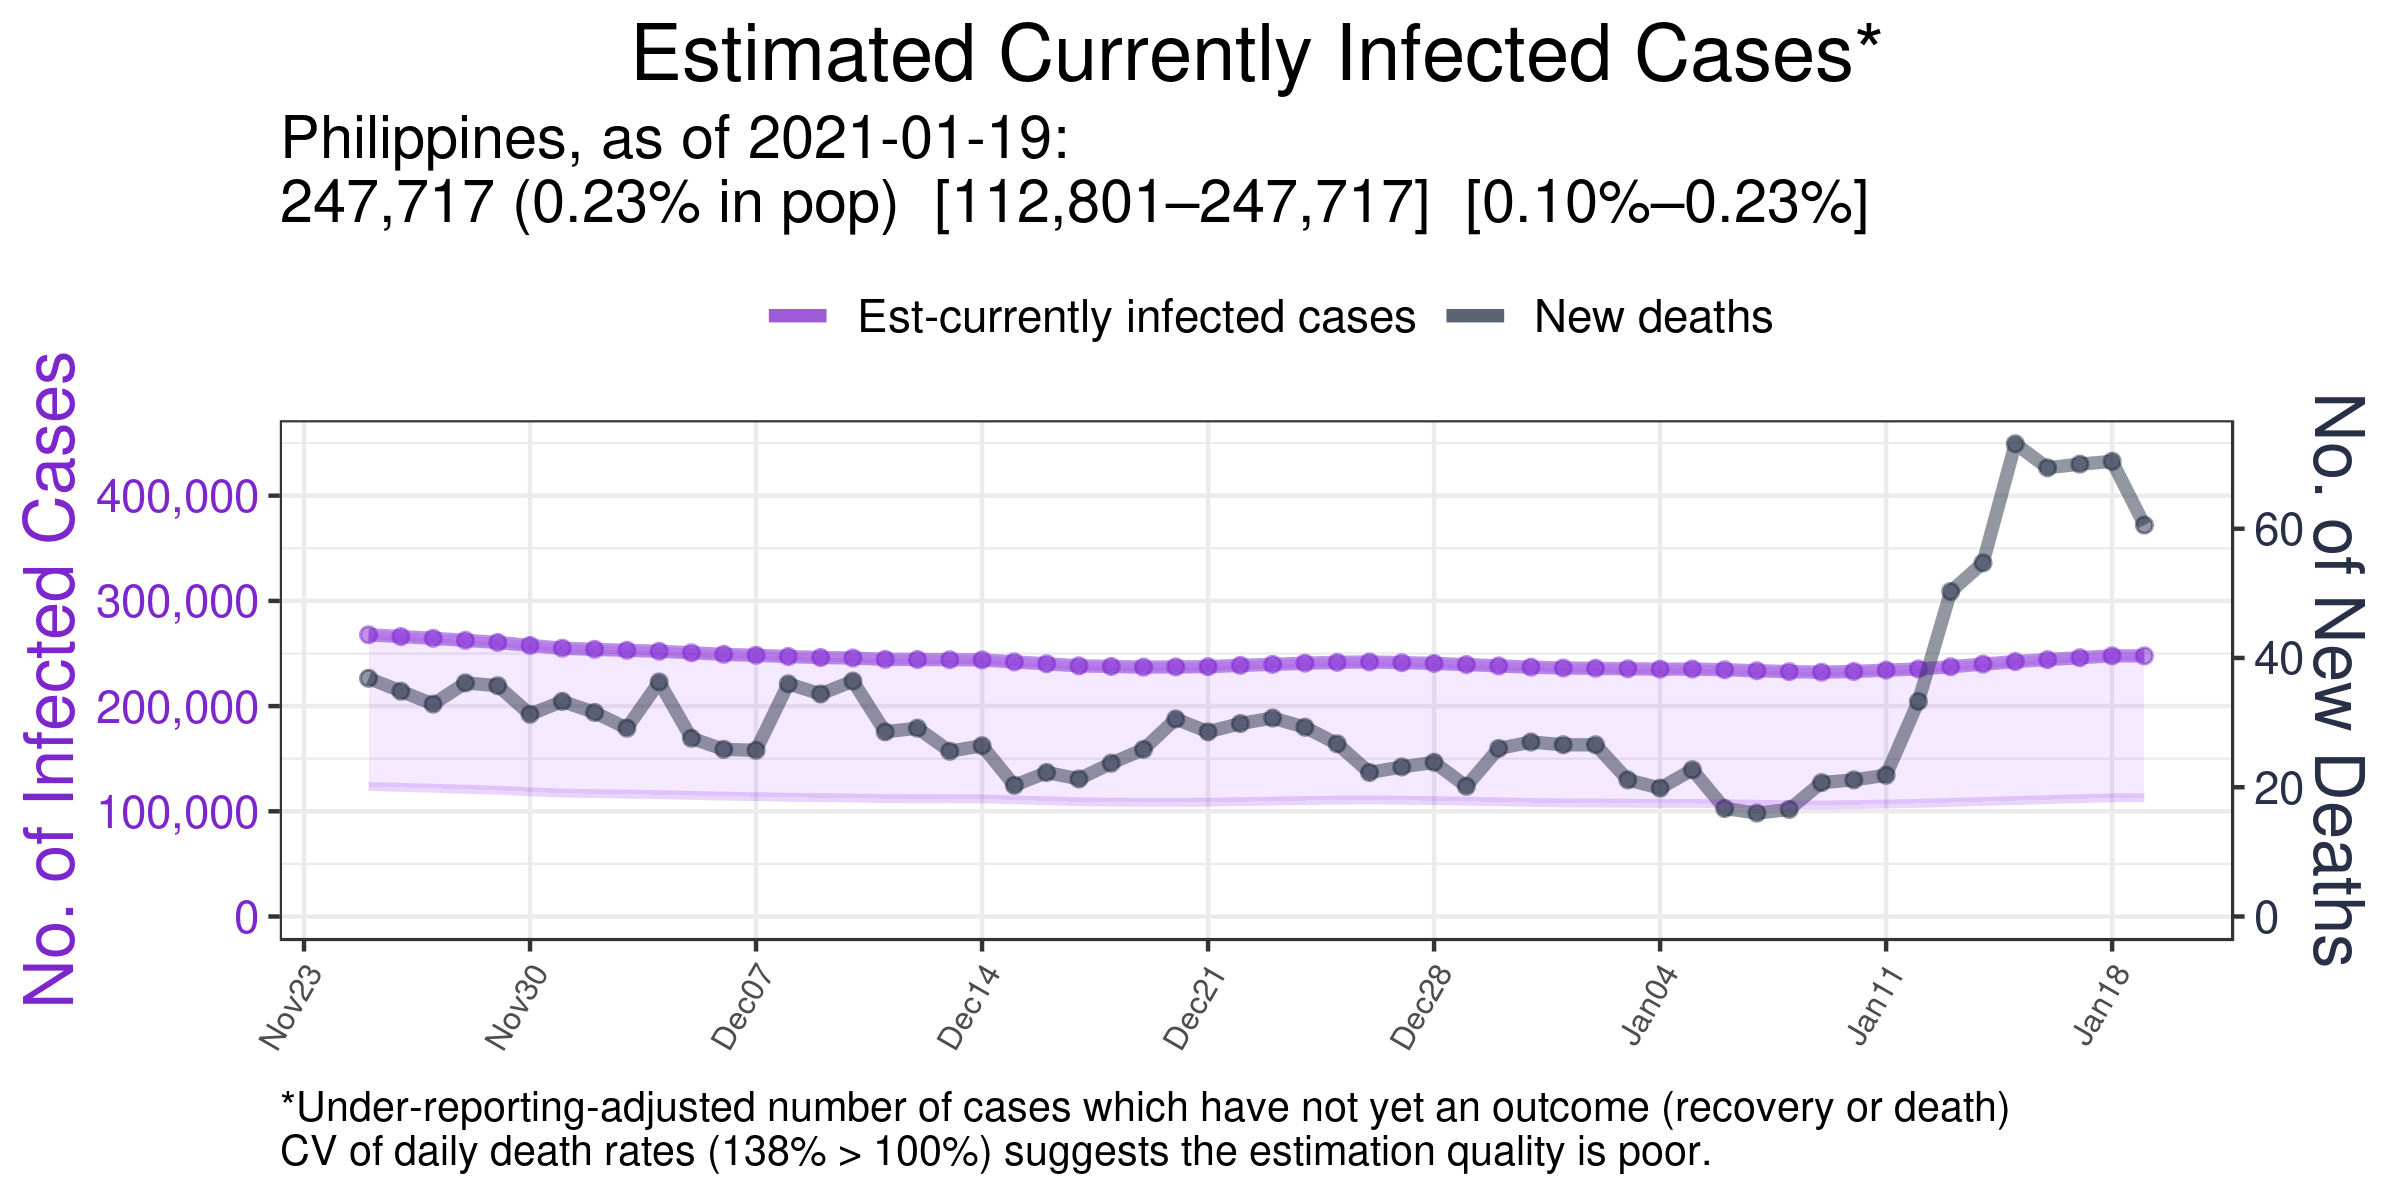 Estimated Currently Infected Cases*
Philippines, as of 2021-01-19:
247,717 (0.23% in pop)  [112,801–247,717]  [0.10%–0.23%]
Est-currently infected cases
New deaths
No. of Infected Cases
400,000
300,000
200,000
100,000
0
60
40
20
0
No. of New Deaths
Nov23
Nov30
Dec07
Dec14
Dec21
Dec28
Jan04
Jan11
Jan18
*Under-reporting-adjusted number of cases which have not yet an outcome (recovery or death)
CV of daily death rates (138% > 100%) suggests the estimation quality is poor.